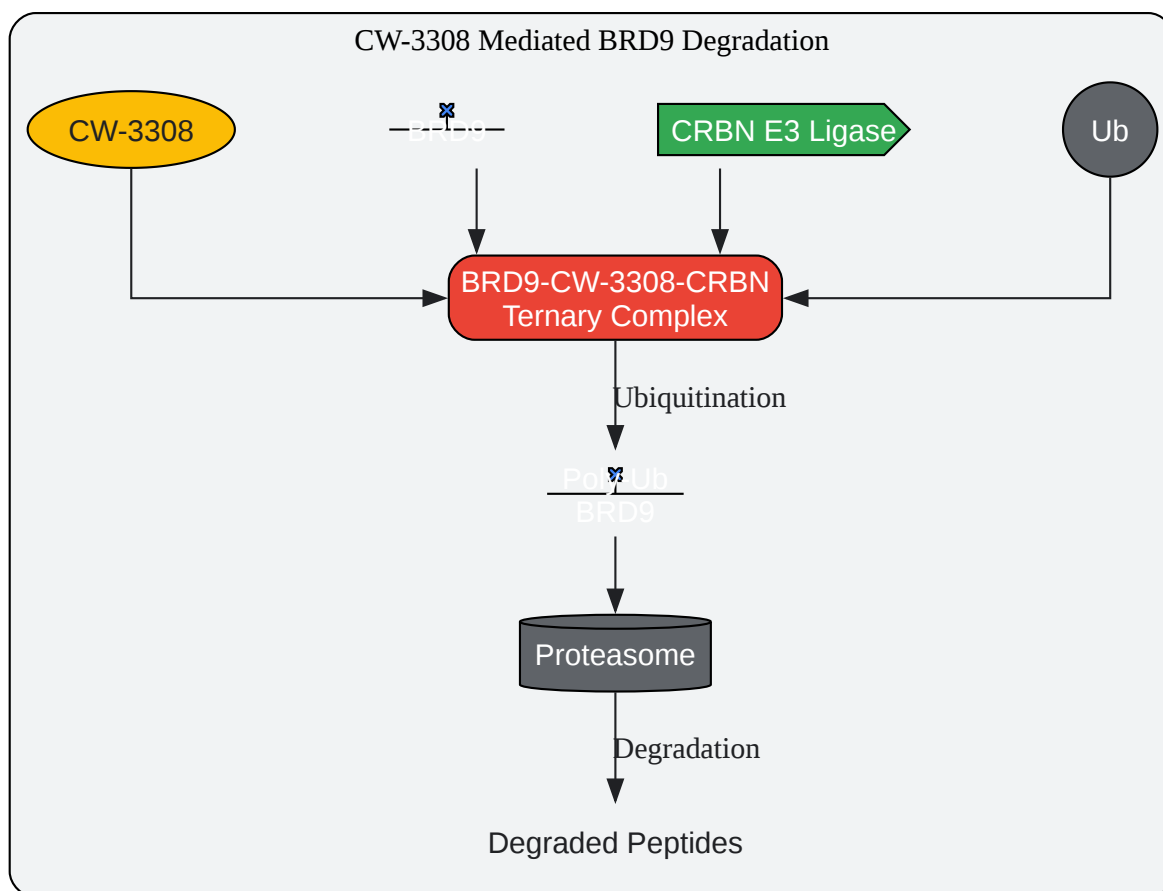 CW-3308 Mediated BRD9 Degradation
CW-3308
BRD9
CRBN E3 Ligase
Ub
BRD9-CW-3308-CRBN
Ternary Complex
Ubiquitination
Poly-Ub
BRD9
Proteasome
Degradation
Degraded Peptides